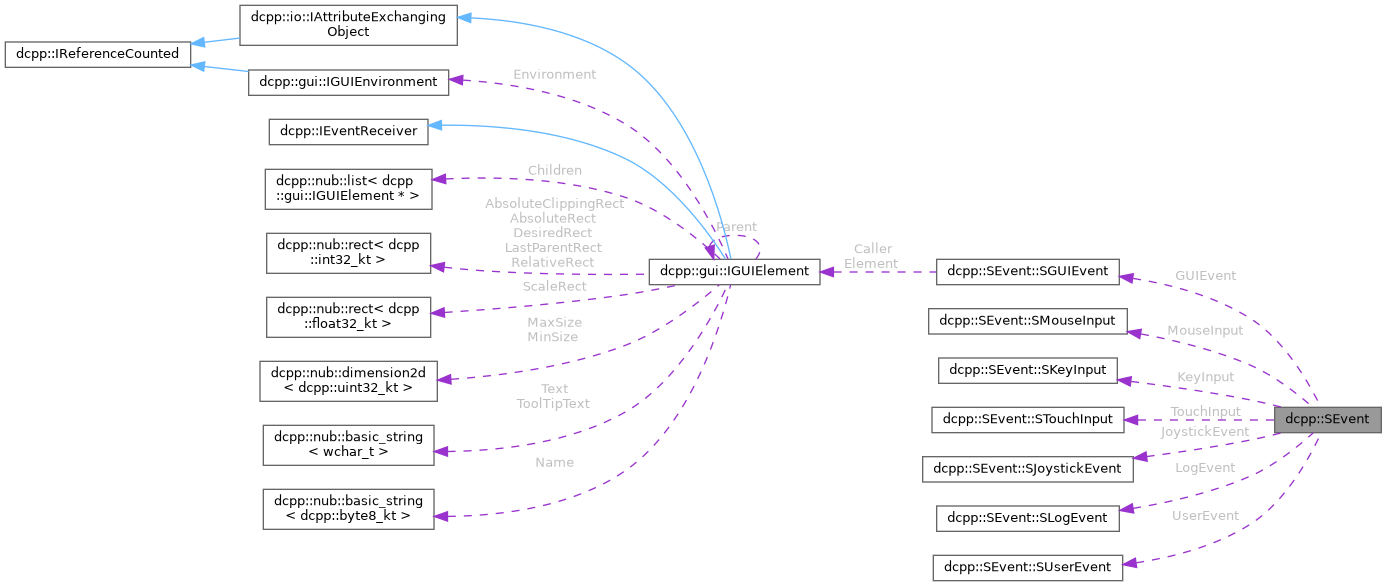 dcpp::io::IAttributeExchanging
Object
dcpp::IReferenceCounted
dcpp::gui::IGUIEnvironment
Environment
dcpp::IEventReceiver
dcpp::nub::list< dcpp
::gui::IGUIElement * >
Children
AbsoluteClippingRect
AbsoluteRect
DesiredRect
LastParentRect
RelativeRect
dcpp::nub::rect< dcpp
::int32_kt >
ScaleRect
dcpp::nub::rect< dcpp
::float32_kt >
MaxSize
MinSize
dcpp::nub::dimension2d
< dcpp::uint32_kt >
Text
ToolTipText
dcpp::nub::basic_string
< wchar_t >
Name
dcpp::nub::basic_string
< dcpp::byte8_kt >
Parent
dcpp::gui::IGUIElement
Caller
Element
dcpp::SEvent::SGUIEvent
GUIEvent
dcpp::SEvent::SMouseInput
MouseInput
dcpp::SEvent::SKeyInput
KeyInput
dcpp::SEvent::STouchInput
TouchInput
dcpp::SEvent
dcpp::SEvent::SJoystickEvent
JoystickEvent
dcpp::SEvent::SLogEvent
LogEvent
dcpp::SEvent::SUserEvent
UserEvent